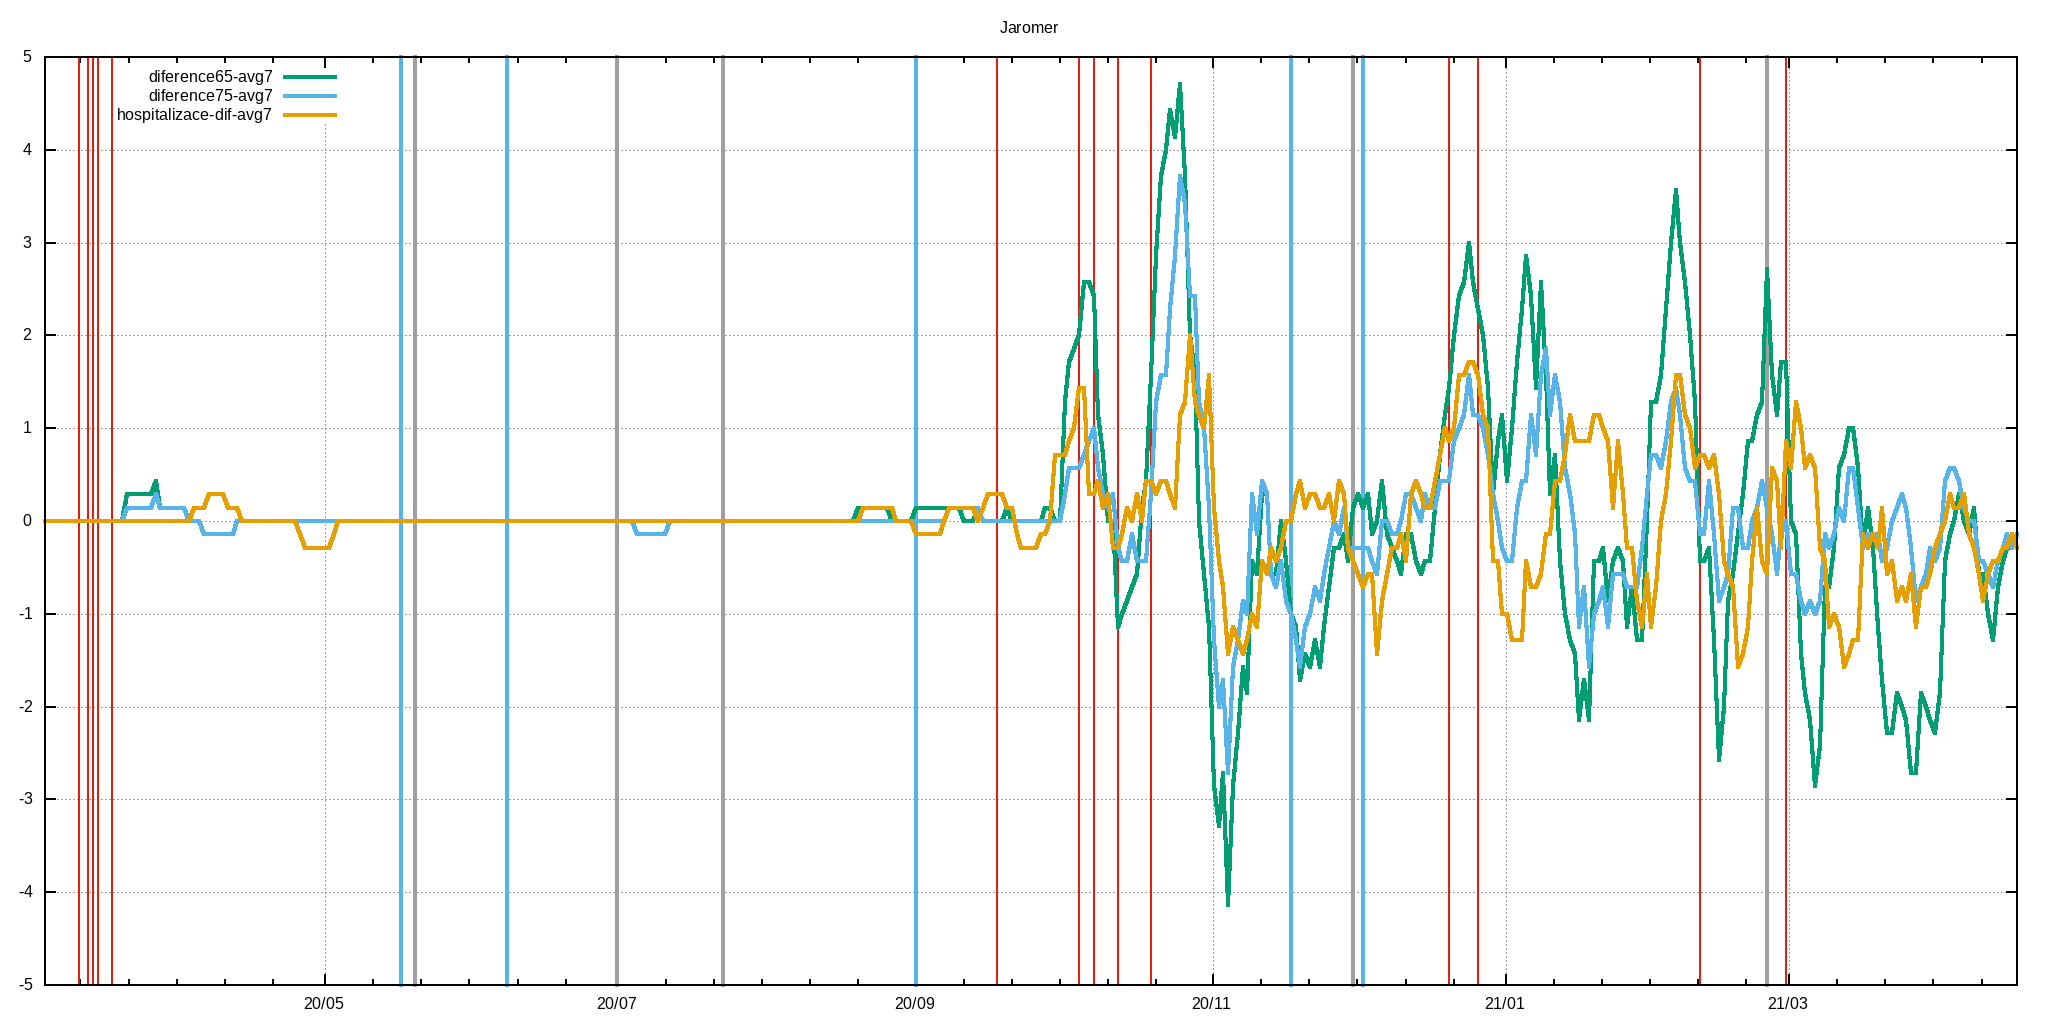 Jaromer
diference65-avg7
diference75-avg7
hospitalizace-dif-avg7
5
4
3
2
1
0
-1
-2
-3
-4
-5
20/05 20/07 20/09 20/11 21/01 21/03